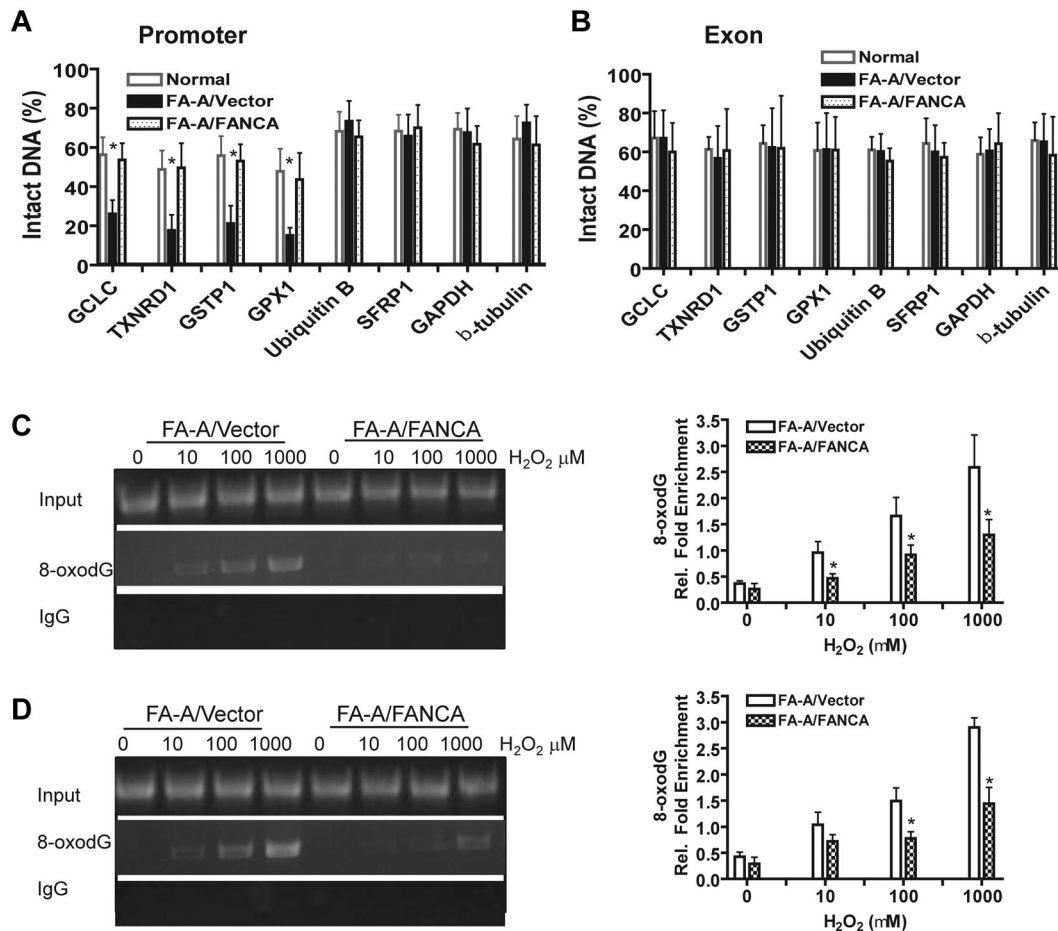 A
Promoter
Normal
FA-A/Vector
FA-A/FANCA
Intact DNA (%)
100
80
60
40
20
0
* * * *
GCLC
TXNRD1
GSTP1
GPX1
Ubiquitin B
SFRP1
GAPDH
b-tubulin
B
Exon
Normal
FA-A/Vector
FA-A/FANCA
Intact DNA (%)
100
80
60
40
20
0
GCLC
TXNRD1
GSTP1
GPX1
Ubiquitin B
SFRP1
GAPDH
b-tubulin
C
FA-A/Vector FA-A/FANCA
0 10 100 1000 0 10 100 1000 H₂O₂ µM
Input
8-oxodG
IgG
FA-A/Vector
FA-A/FANCA
8-oxodG
Rel. Fold Enrichment
3.5
3.0
2.5
1.5
1.0
0.5
0.0
* * *
0 10 100 1000
H₂O₂ (mM)
D
FA-A/Vector FA-A/FANCA
0 10 100 1000 0 10 100 1000 H₂O₂ µM
Input
8-oxodG
IgG
FA-A/Vector
FA-A/FANCA
8-oxodG
Rel. Fold Enrichment
3.5
3.0
2.5
1.5
1.0
0.5
0.0
* *
0 10 100 1000
H₂O₂ (mM)